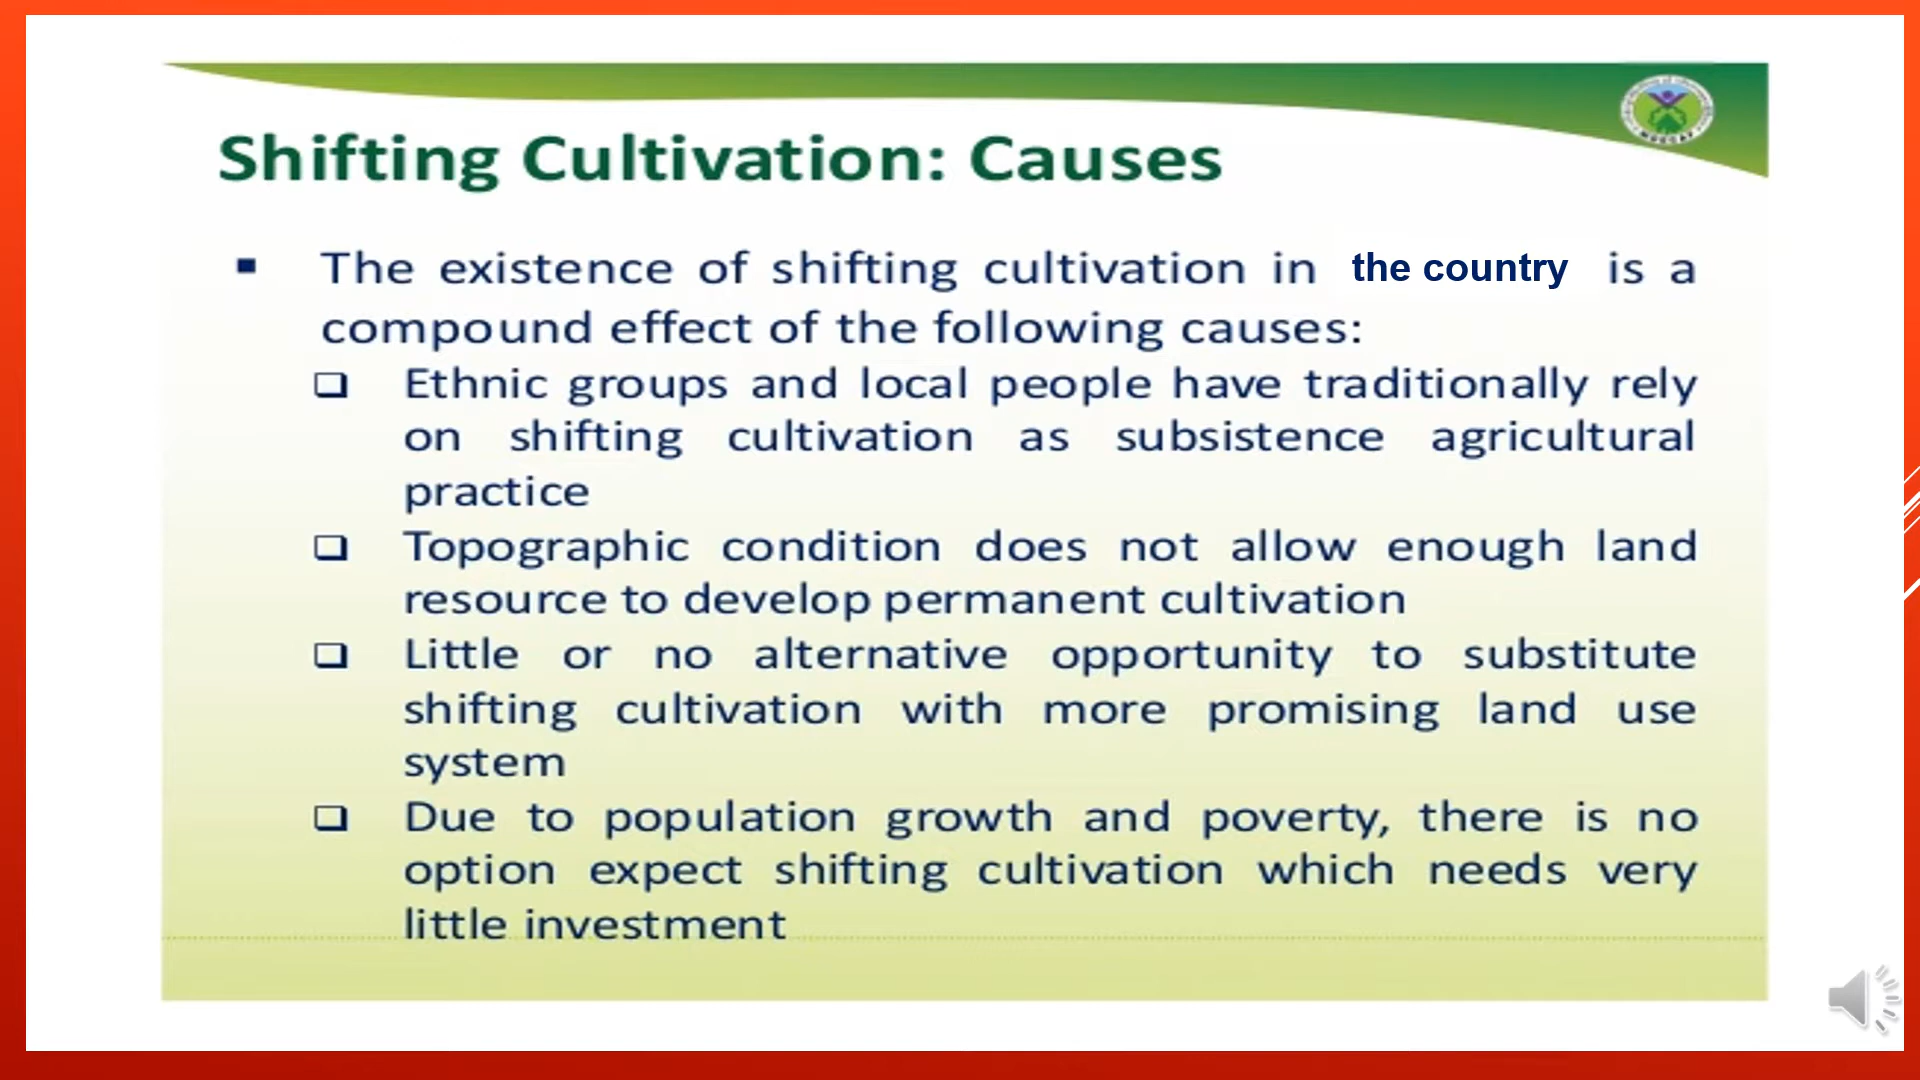 Shifting Cultivation: Causes
The existence of shifting cultivation in the country is a
compound effect of the following causes:
Ethnic groups and local people have traditionally rely
on shifting cultivation as subsistence agricultural
practice
Topographic condition does not allow enough land
resource to develop permanent cultivation
Little or no alternative opportunity to substitute
shifting cultivation with more promising land use
system
Due to population growth and poverty, there is no
option expect shifting cultivation which needs very
little investment